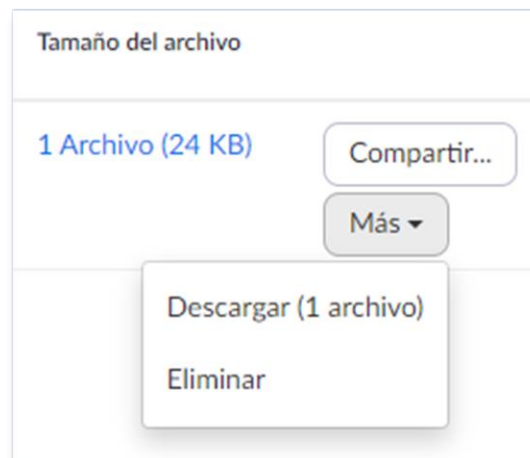 Tamaño del archivo
1 Archivo (24 KB)
Compartir...
Más
Descargar (1 archivo)
Eliminar